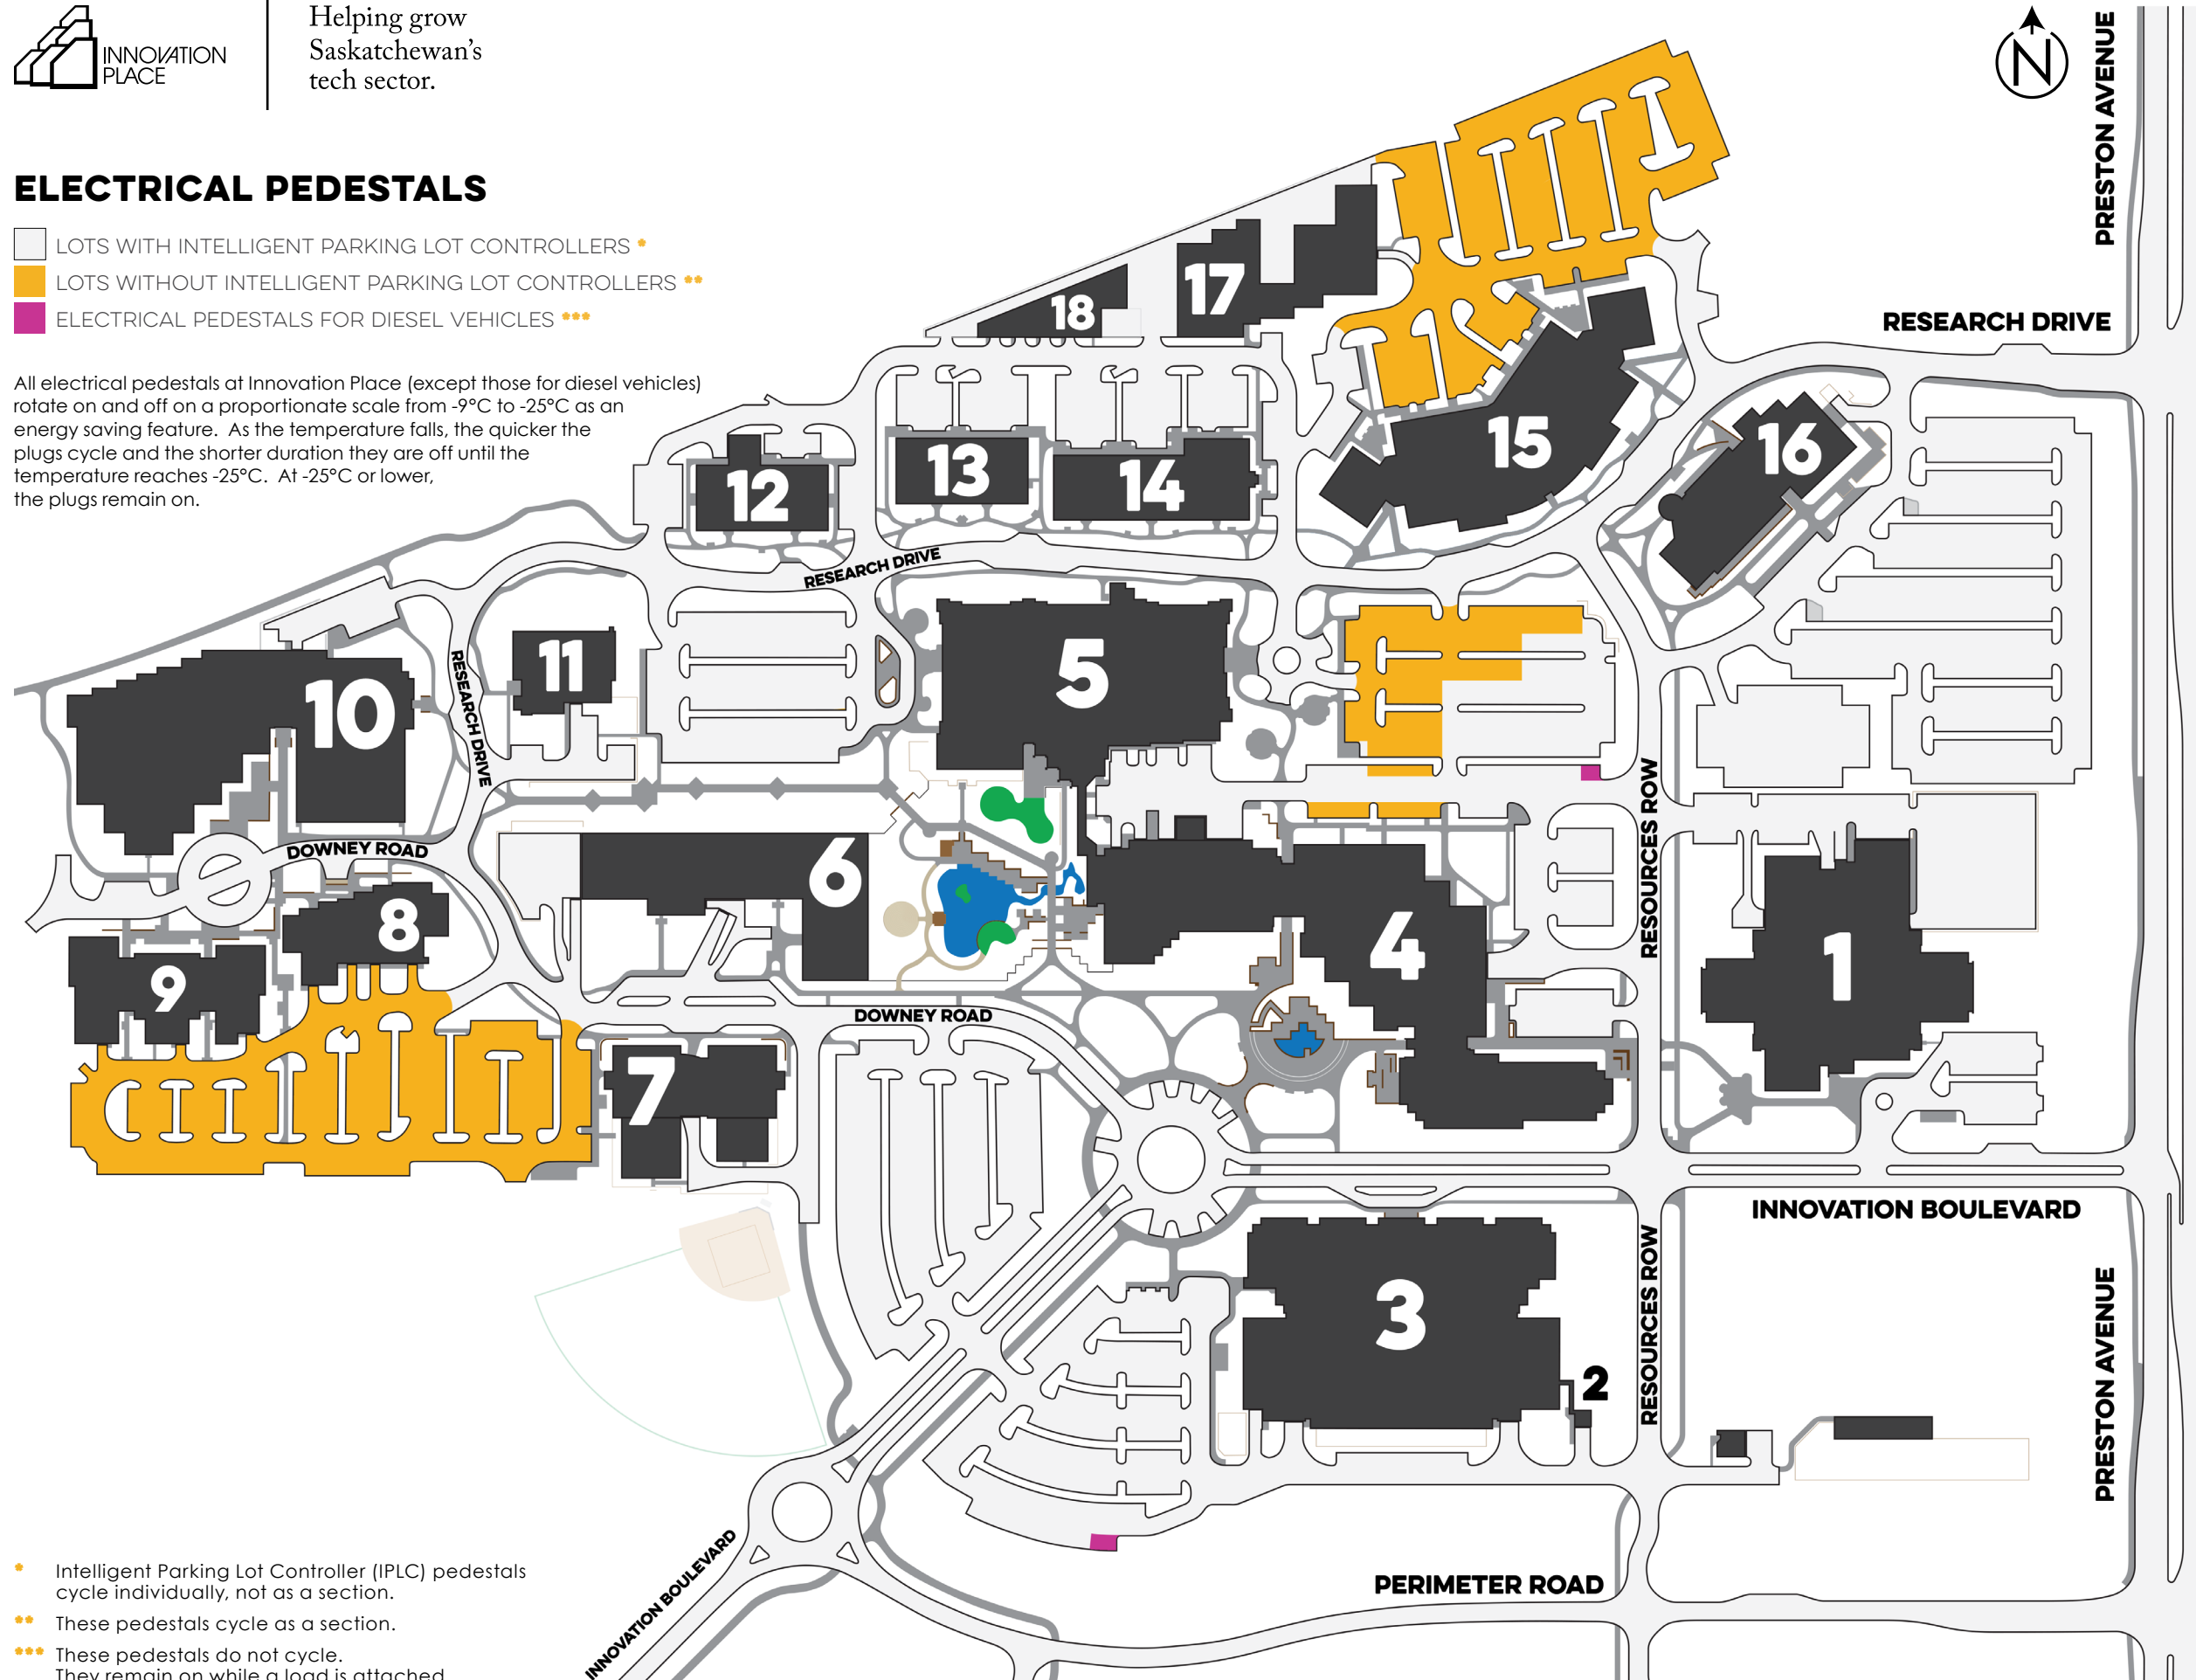 INNOVATION
PLACE
Helping grow
Saskatchewan's
tech sector.
N
PRESTON AVENUE
ELECTRICAL PEDESTALS
LOTS WITH INTELLIGENT PARKING LOT CONTROLLERS *
LOTS WITHOUT INTELLIGENT PARKING LOT CONTROLLERS **
ELECTRICAL PEDESTALS FOR DIESEL VEHICLES ***
All electrical pedestals at Innovation Place (except those for diesel vehicles)
rotate on and off on a proportionate scale from -9°C to -25°C as an
energy saving feature. As the temperature falls, the quicker the
plugs cycle and the shorter duration they are off until the
temperature reaches -25°C. At -25°C or lower,
the plugs remain on.
17
18
RESEARCH DRIVE
15
16
13
14
12
RESEARCH DRIVE
11
5
10
RESEARCH DRIVE
RESOURCES ROW
DOWNEY ROAD
6
8
4
1
9
DOWNEY ROAD
7
INNOVATION BOULEVARD
3
2
RESOURCES ROW
PRESTON AVENUE
INNOVATION BOULEVARD
PERIMETER ROAD
* Intelligent Parking Lot Controller (IPLC) pedestals
cycle individually, not as a section.
** These pedestals cycle as a section.
*** These pedestals do not cycle.
They remain on while a load is attached